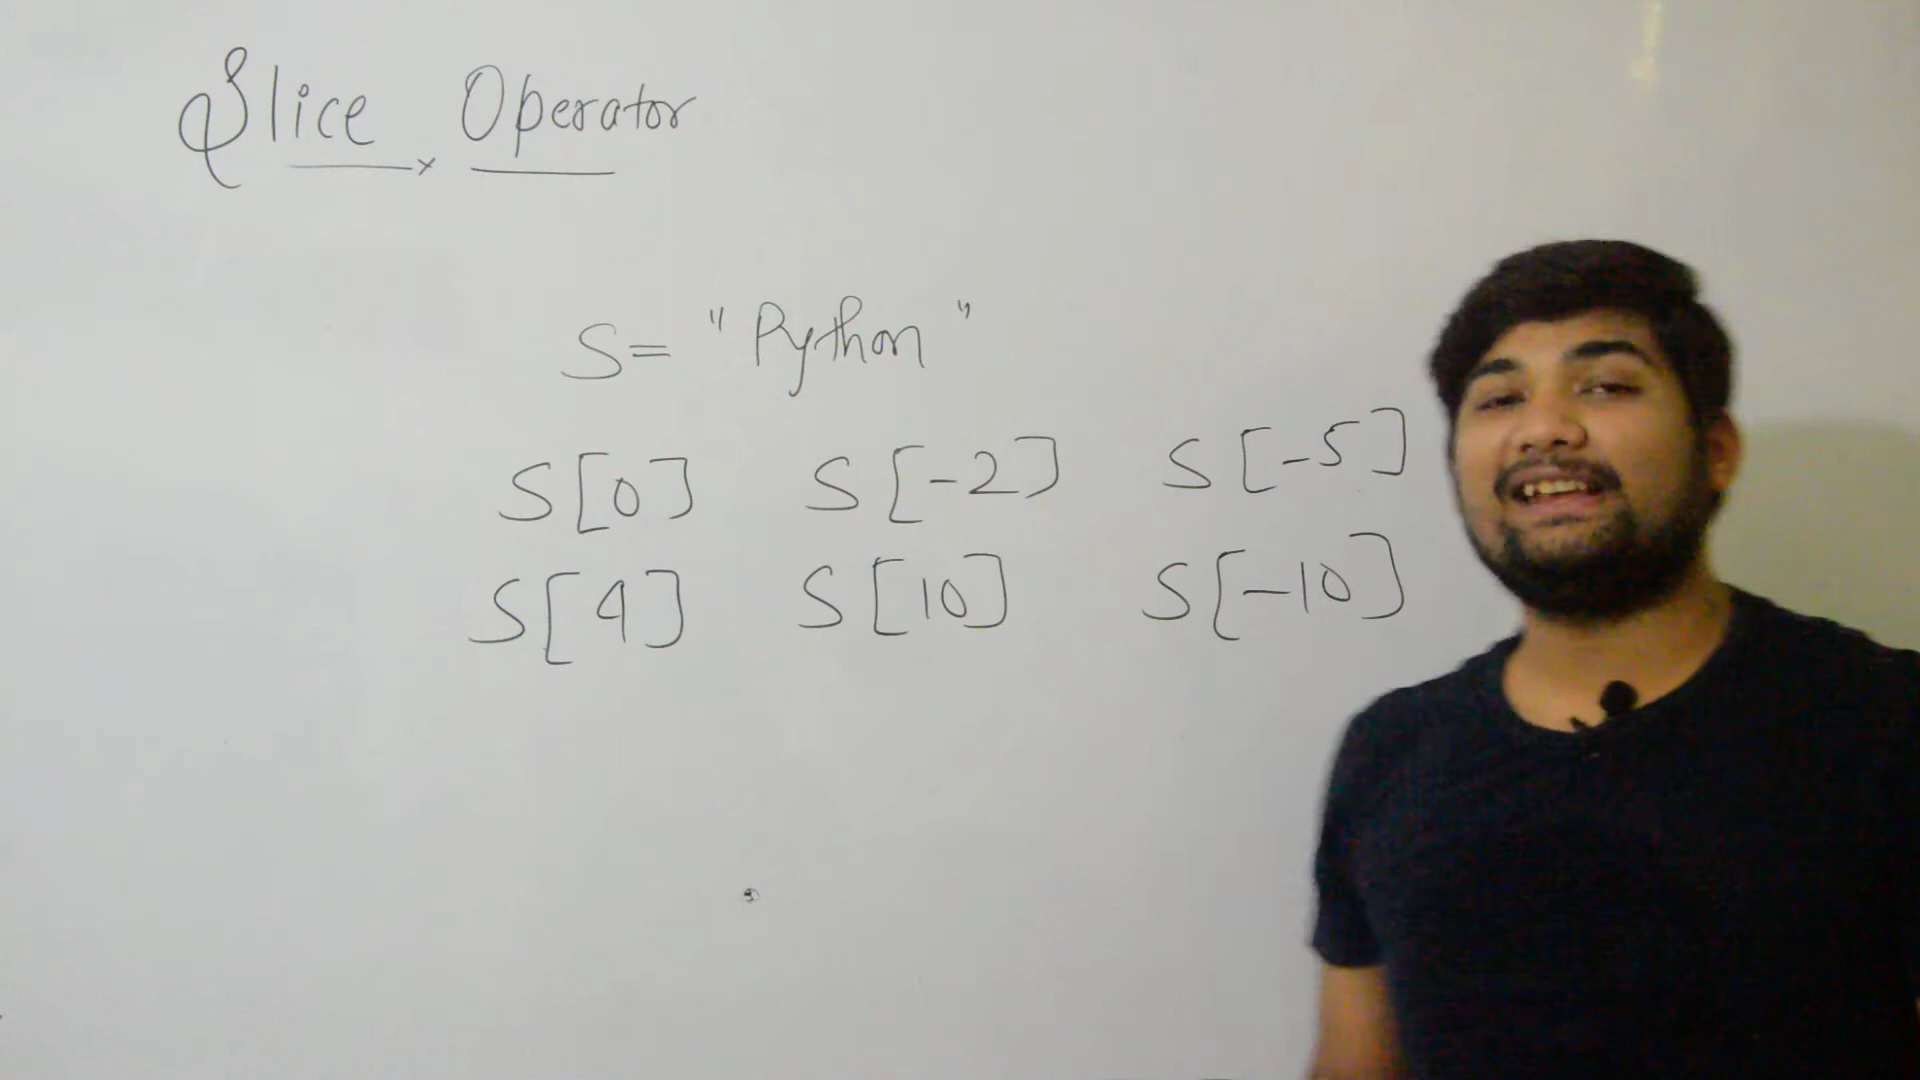 Slice Operator
S= "Python"
S[0] S[-2] S[-5]
S[4] S[10] S[-10]